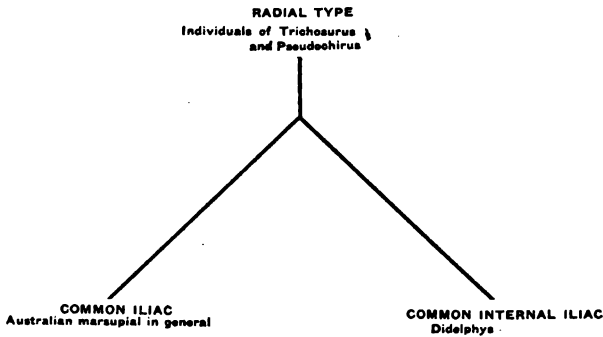 RADIAL TYPE
Individuals of Trichosurus
and Pseudochirus
COMMON ILIAC
Australian marsupial in general
COMMON INTERNAL ILIAC
Didelphys